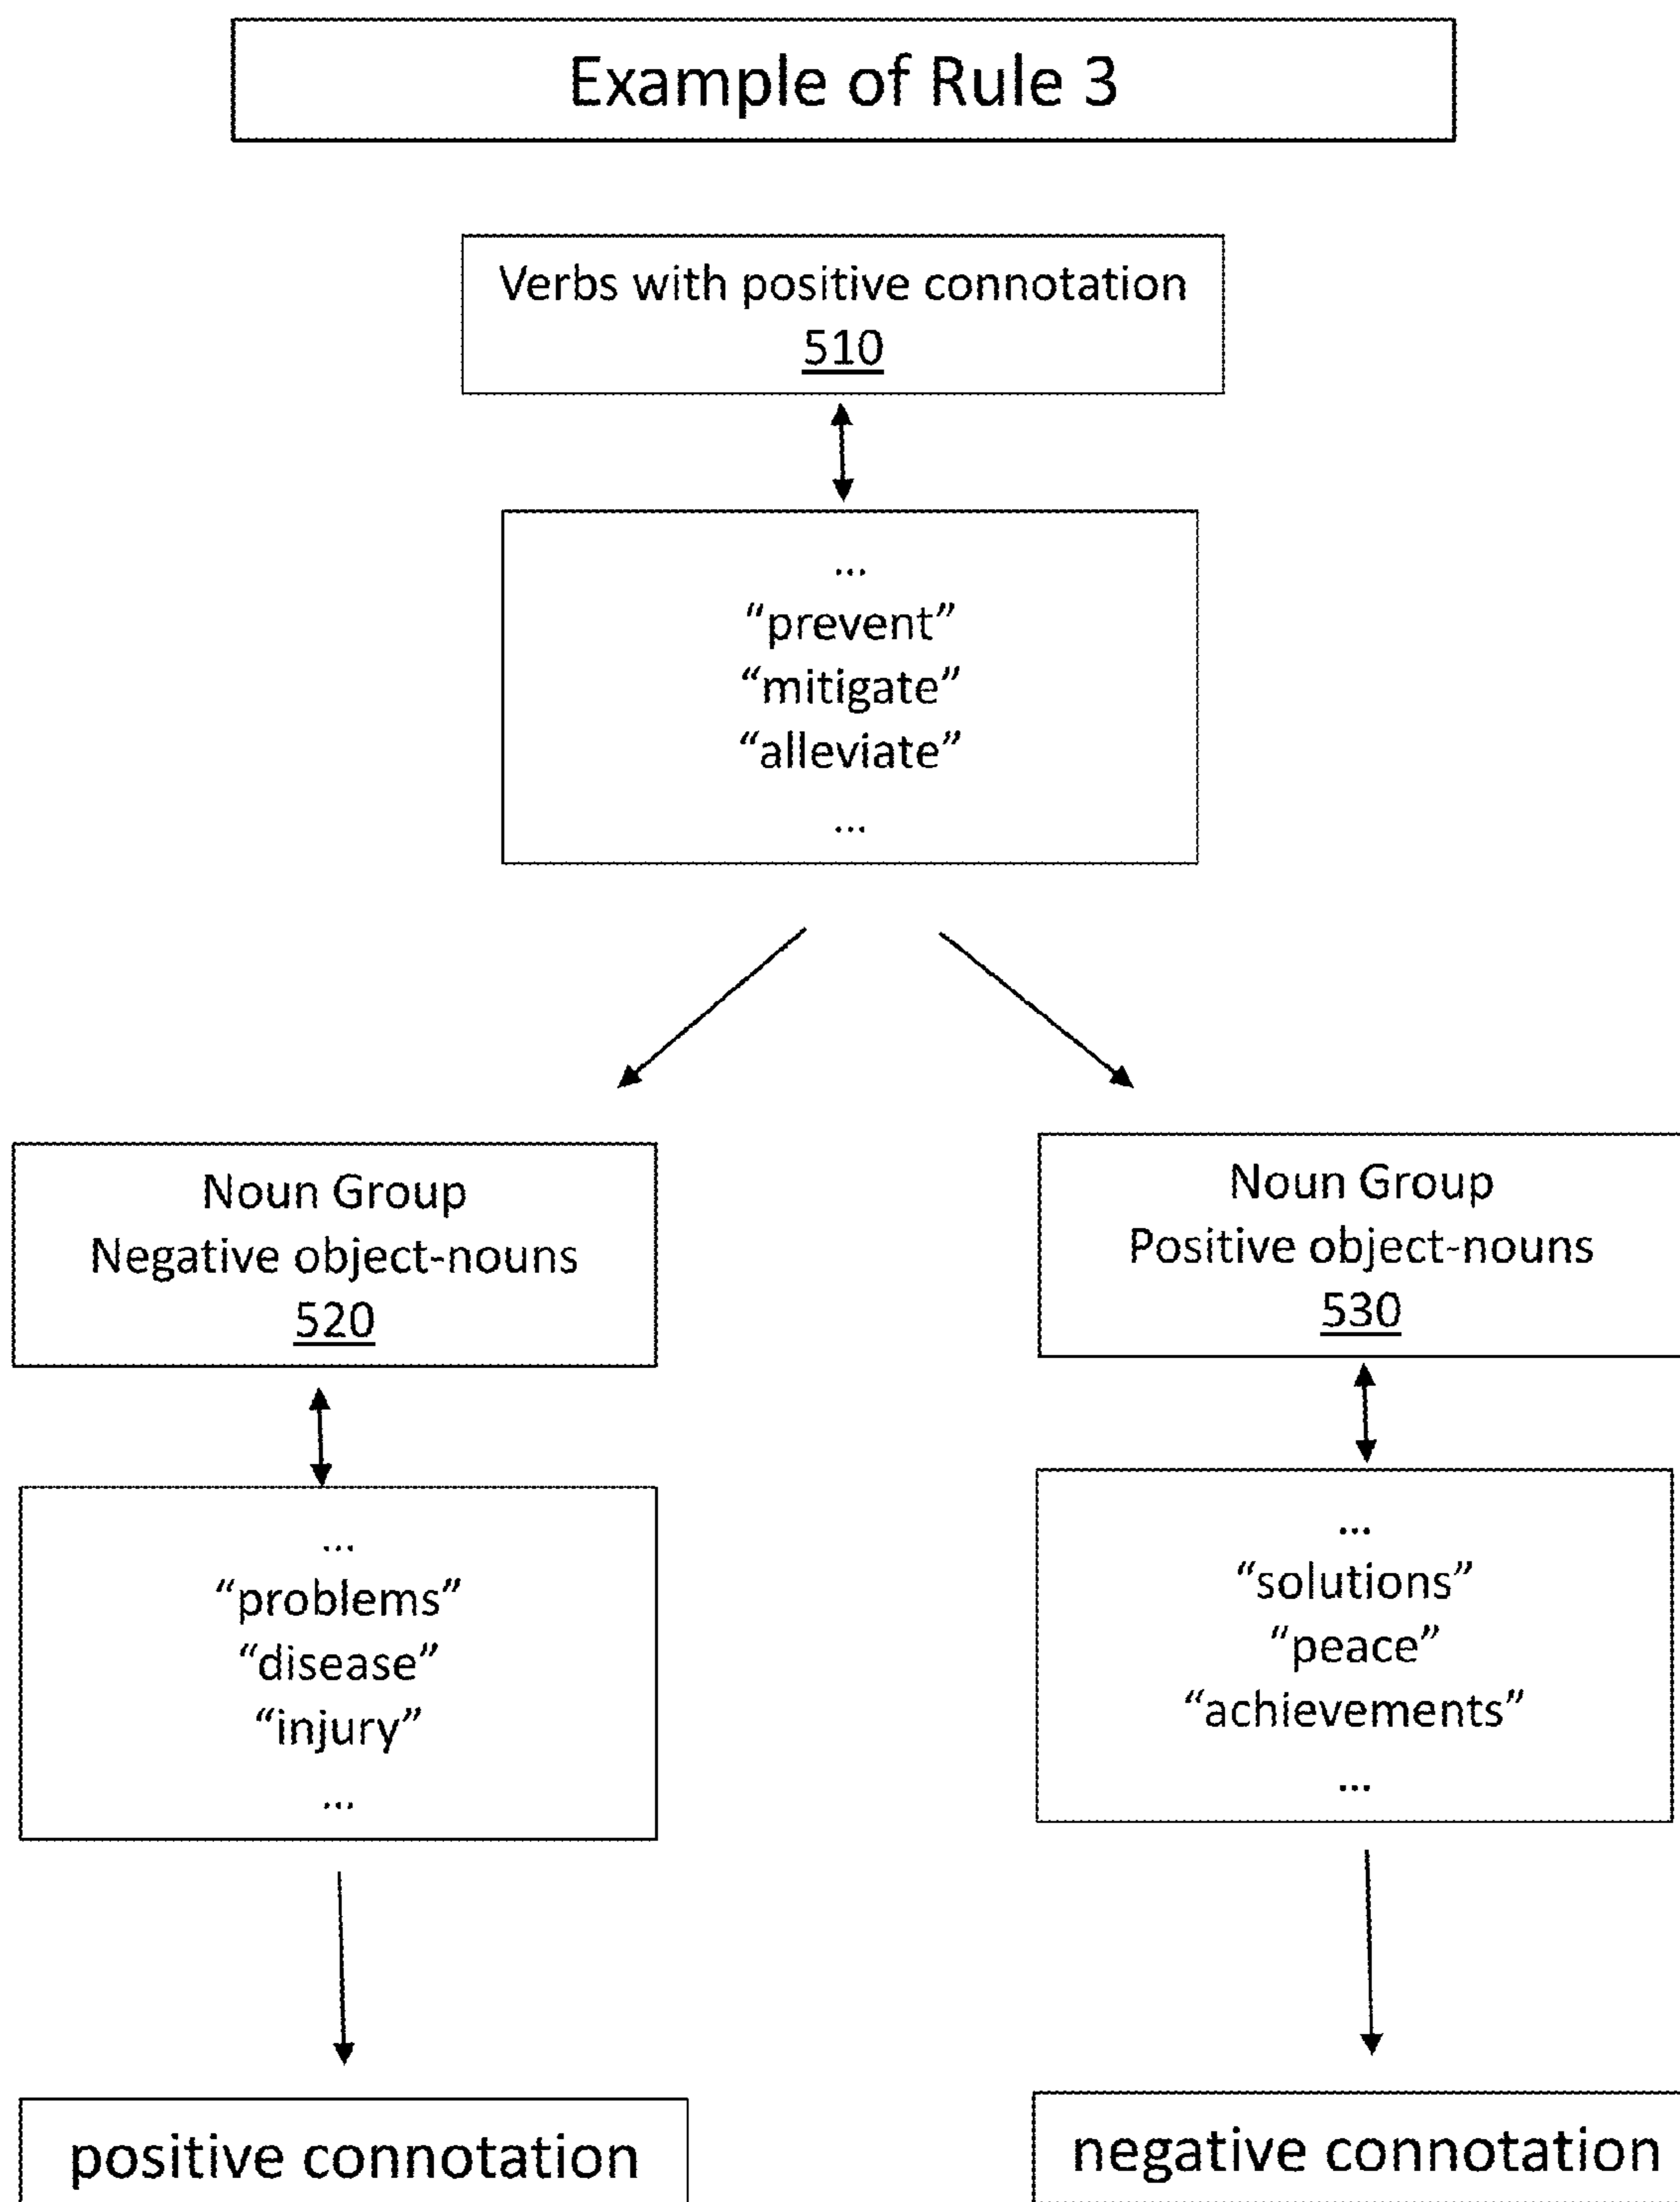 Example of Rule 3
Verbs with positive connotation
510
...
“prevent”
“mitigate”
“alleviate”
...
Noun Group
Negative object-nouns
520
...
“problems”
“disease”
“injury”
...
positive connotation
Noun Group
Positive object-nouns
530
...
“solutions”
“peace”
“achievements”
...
negative connotation